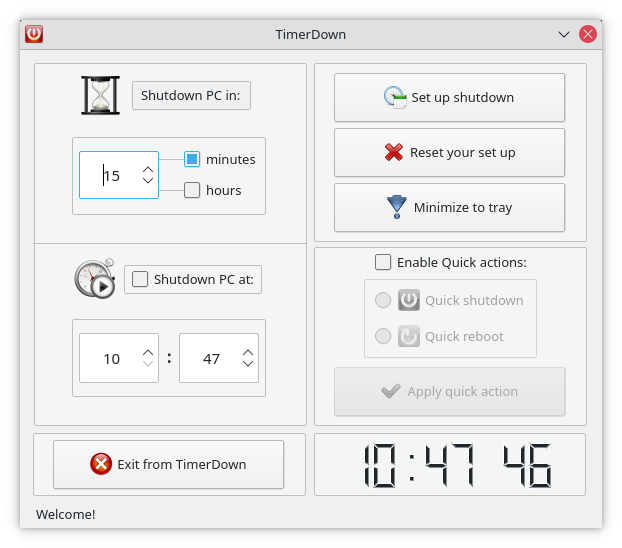 TimerDown
Shutdown PC in:
15
minutes
hours
Shutdown PC at:
10 : 47
Exit from TimerDown
Set up shutdown
Reset your set up
Minimize to tray
Enable Quick actions:
Quick shutdown
Quick reboot
Apply quick action
10:47 46
Welcome!